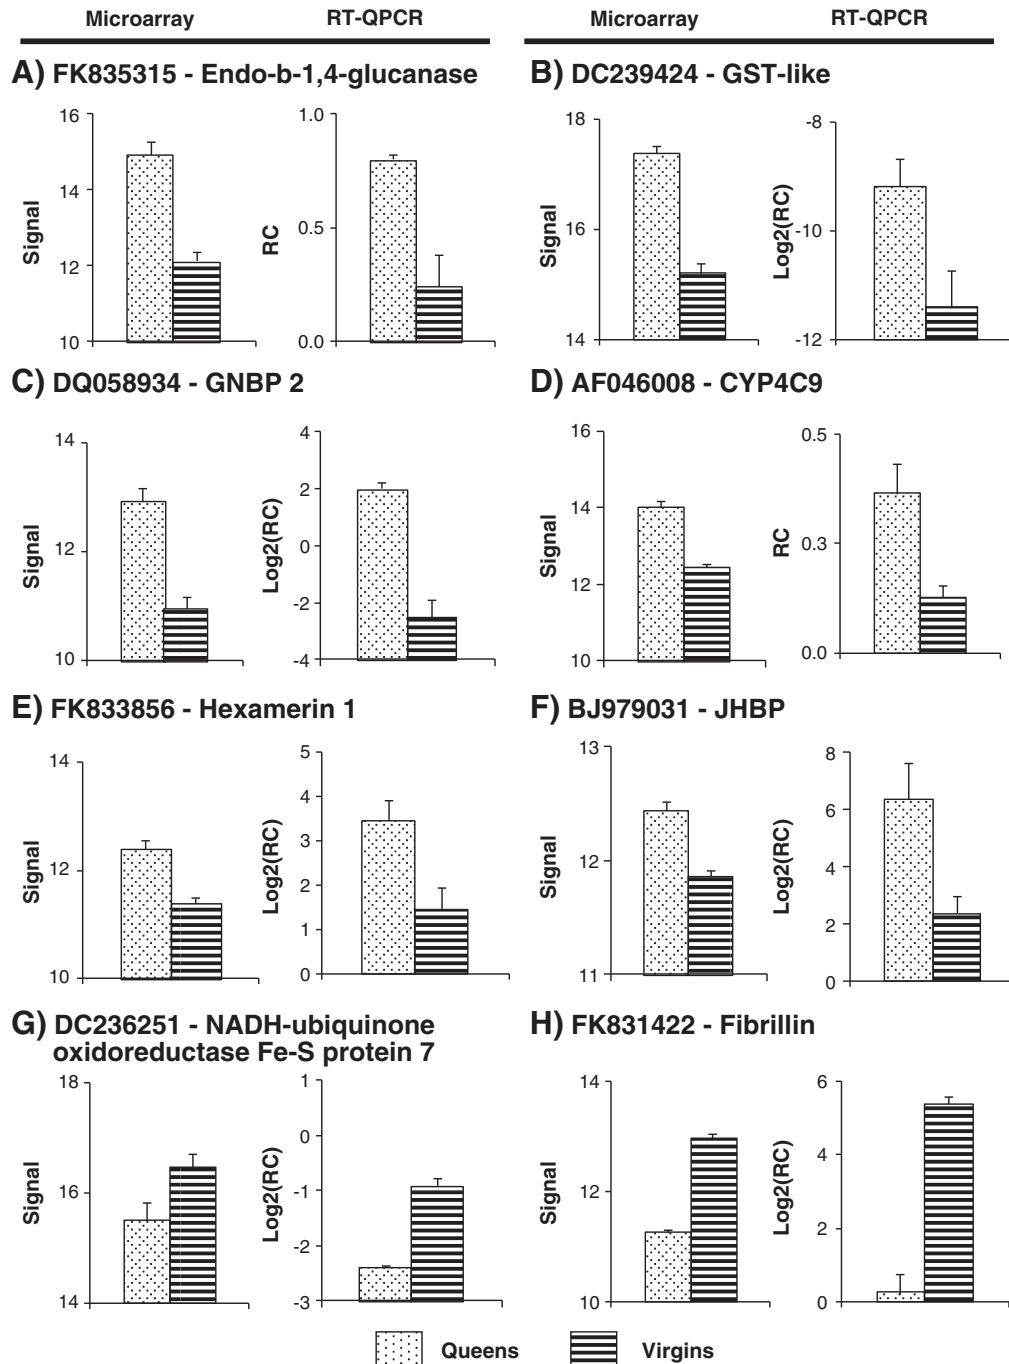 Microarray RT-QPCR Microarray RT-QPCR
A) FK835315 - Endo-b-1,4-glucanase
Signal
16
14
12
10
RC
1.0
0.5
0.0
B) DC239424 - GST-like
Signal
18
16
14
Log2(RC)
-8
-10
-12
C) DQ058934 - GNBP 2
Signal
14
12
10
Log2(RC)
4
2
0
-2
-4
D) AF046008 - CYP4C9
Signal
16
14
12
10
RC
0.5
0.3
0.0
E) FK833856 - Hexamerin 1
Signal
14
12
10
Log2(RC)
5
4
3
2
1
0
F) BJ979031 - JHBP
Signal
13
12
11
Log2(RC)
8
6
4
2
0
G) DC236251 - NADH-ubiquinone
oxidoreductase Fe-S protein 7
Signal
18
16
14
Log2(RC)
1
0
-1
-2
-3
H) FK831422 - Fibrillin
Signal
14
12
10
Log2(RC)
6
4
2
0
Queens Virgins